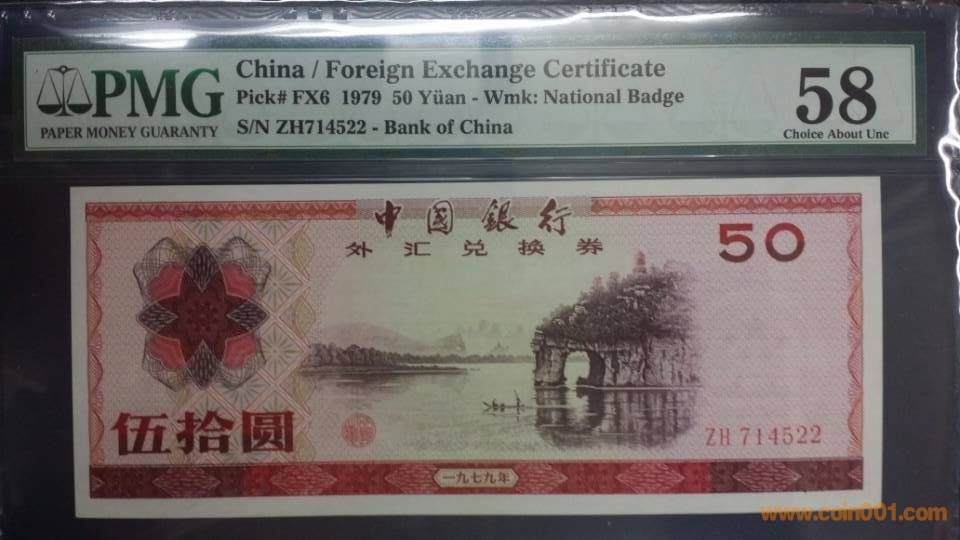 PMG
PAPER MONEY GUARANTY
China / Foreign Exchange Certificate
Pick# FX6 1979 50 Yüan - Wmk: National Badge
S/N ZH714522 - Bank of China
58
Choice About Unc
中國銀行
外汇兑换券
50
伍拾圆
ZH 714522
一九七九年
www.coin001.com